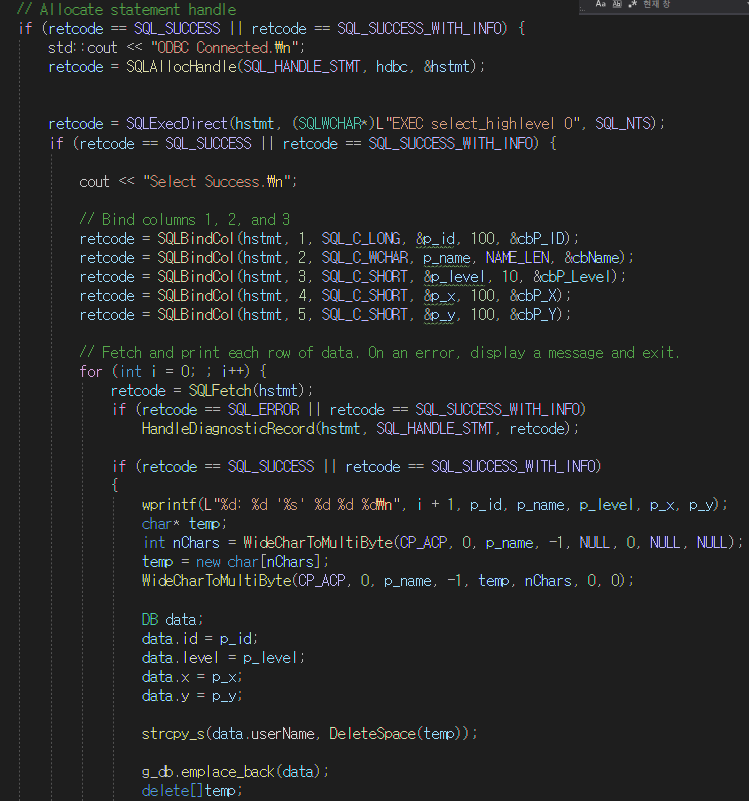 Aa Ab .* 현재 창
// Allocate statement handle
if (retcode == SQL_SUCCESS || retcode == SQL_SUCCESS_WITH_INFO) {
std::cout << "ODBC Connected.₩n";
retcode = SQLAllocHandle(SQL_HANDLE_STMT, hdbc, &hstmt);
retcode = SQLExecDirect(hstmt, (SQLWCHAR*)L"EXEC select_highlevel 0", SQL_NTS);
if (retcode == SQL_SUCCESS || retcode == SQL_SUCCESS_WITH_INFO) {
cout << "Select Success.₩n";
// Bind columns 1, 2, and 3
retcode = SQLBindCol(hstmt, 1, SQL_C_LONG, &p_id, 100, &cbP_ID);
retcode = SQLBindCol(hstmt, 2, SQL_C_WCHAR, p_name, NAME_LEN, &cbName);
retcode = SQLBindCol(hstmt, 3, SQL_C_SHORT, &p_level, 10, &cbP_Level);
retcode = SQLBindCol(hstmt, 4, SQL_C_SHORT, &p_x, 100, &cbP_X);
retcode = SQLBindCol(hstmt, 5, SQL_C_SHORT, &p_y, 100, &cbP_Y);
// Fetch and print each row of data. On an error, display a message and exit.
for (int i = 0; ; i++) {
retcode = SQLFetch(hstmt);
if (retcode == SQL_ERROR || retcode == SQL_SUCCESS_WITH_INFO)
HandleDiagnosticRecord(hstmt, SQL_HANDLE_STMT, retcode);
if (retcode == SQL_SUCCESS || retcode == SQL_SUCCESS_WITH_INFO)
{
wprintf(L"%d: %d '%s' %d %d %d₩n", i + 1, p_id, p_name, p_level, p_x, p_y);
char* temp;
int nChars = WideCharToMultiByte(CP_ACP, 0, p_name, -1, NULL, 0, NULL, NULL);
temp = new char[nChars];
WideCharToMultiByte(CP_ACP, 0, p_name, -1, temp, nChars, 0, 0);
DB data;
data.id = p_id;
data.level = p_level;
data.x = p_x;
data.y = p_y;
strcpy_s(data.userName, DeleteSpace(temp));
g_db.emplace_back(data);
delete[]temp;